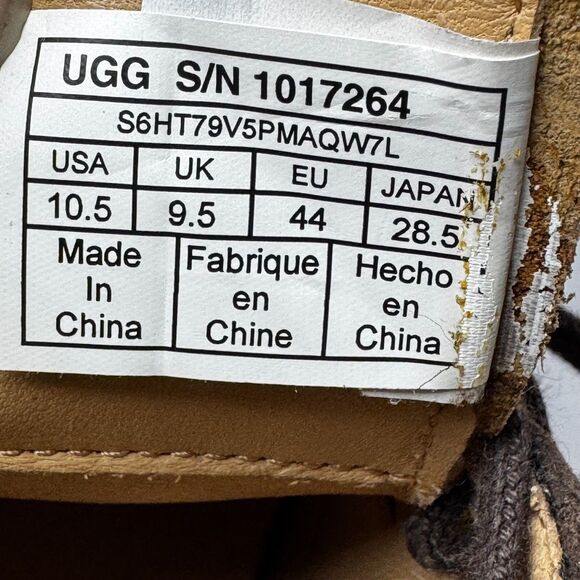 UGG S/N 1017264
S6HT79V5PMAQW7L
USA UK EU JAPAN
10.5 9.5 44 28.5
Made Fabrique Hecho
In en en
China Chine China